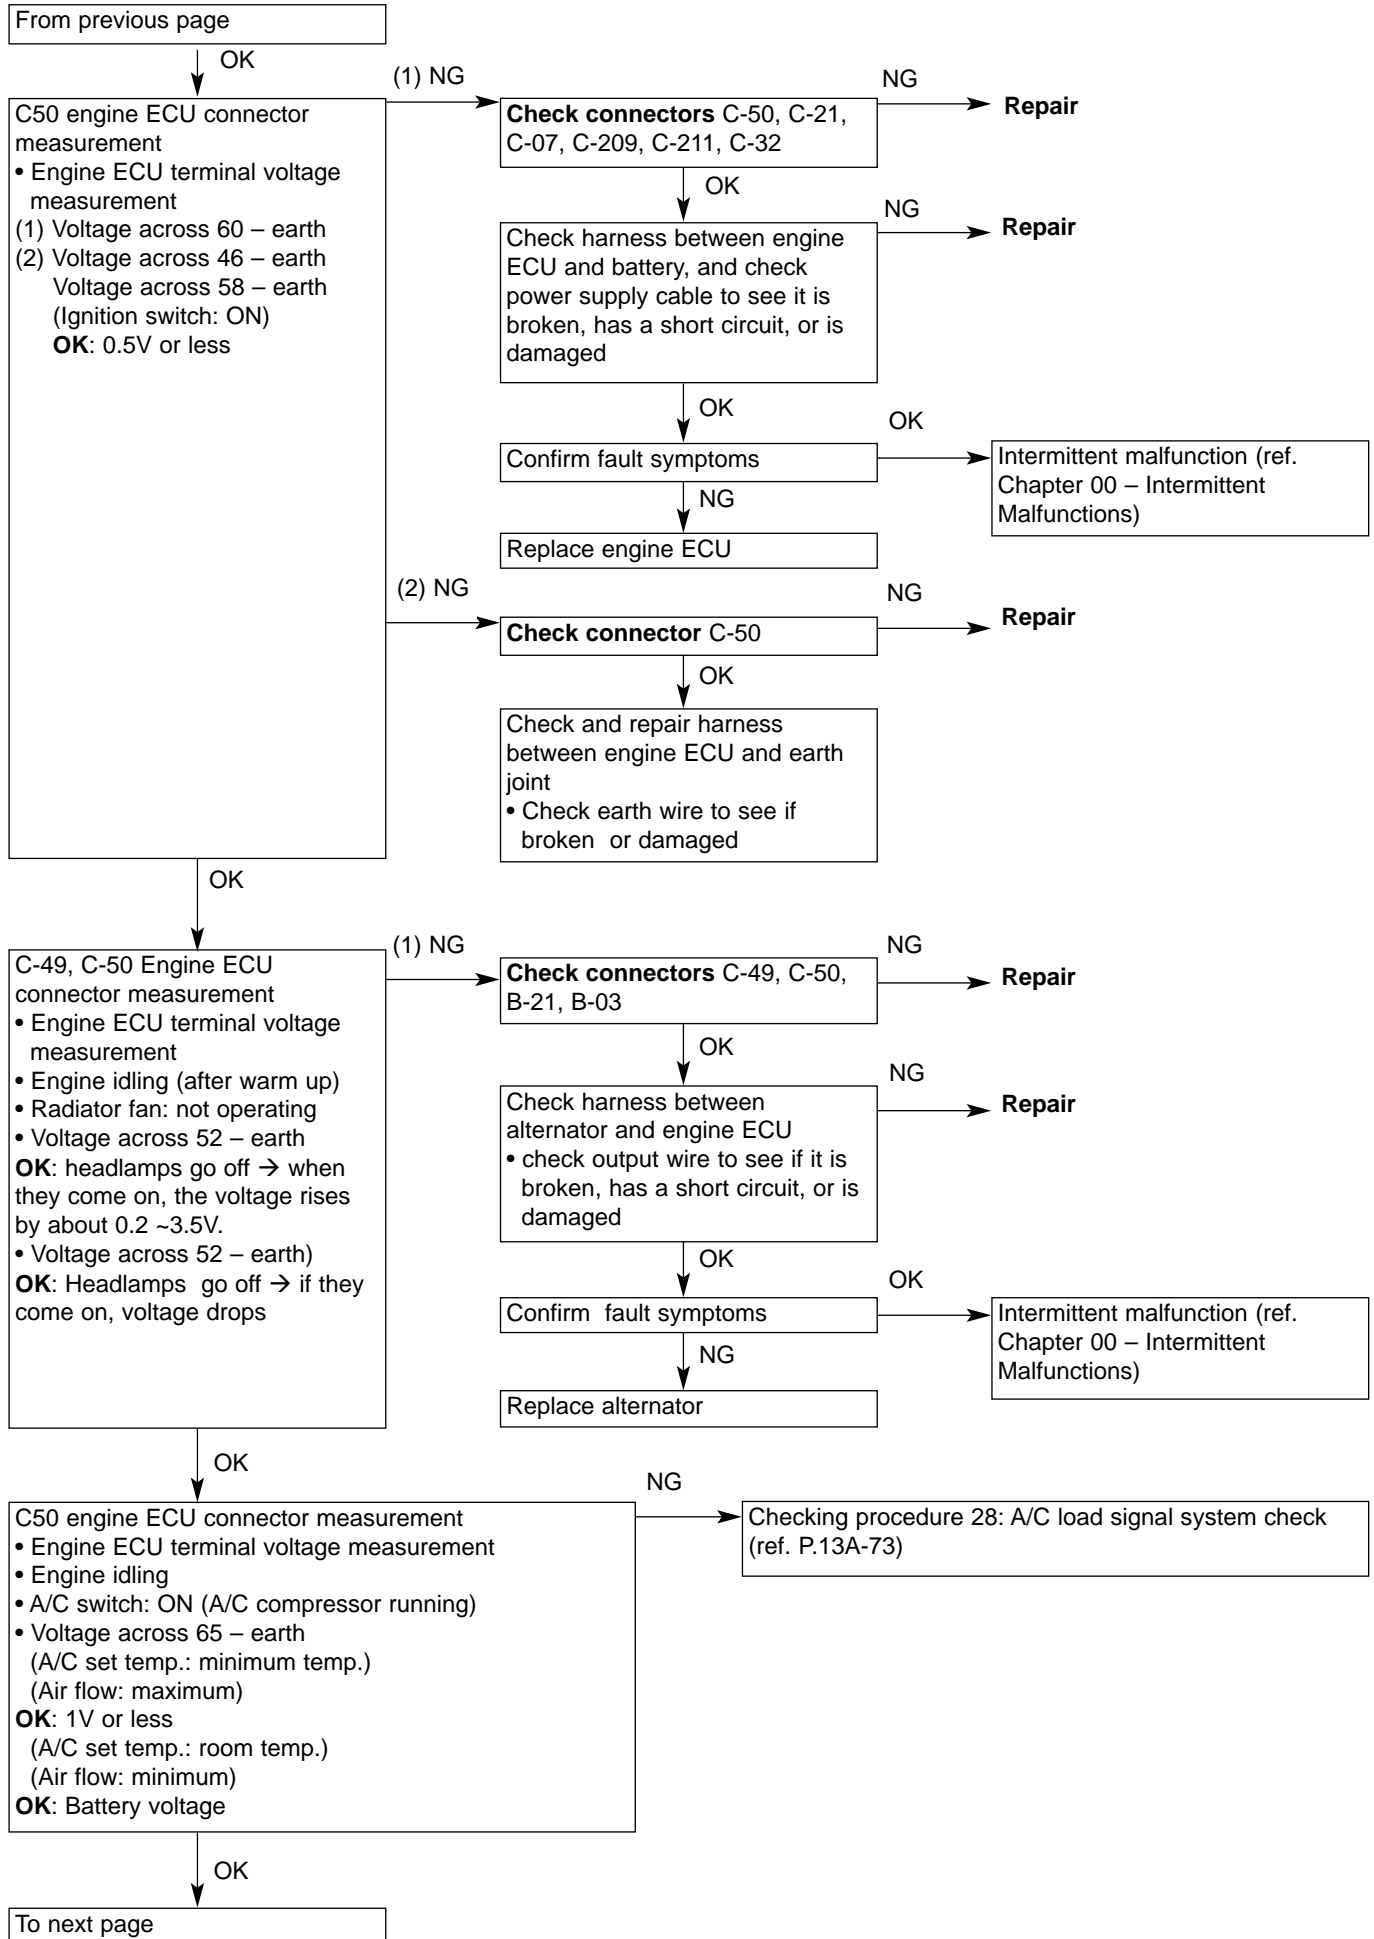 From previous page
OK
C50 engine ECU connector
measurement
• Engine ECU terminal voltage
measurement
(1) Voltage across 60 – earth
(2) Voltage across 46 – earth
Voltage across 58 – earth
(Ignition switch: ON)
OK: 0.5V or less
(1) NG
Check connectors C-50, C-21,
C-07, C-209, C-211, C-32
NG
Repair
OK
Check harness between engine
ECU and battery, and check
power supply cable to see it is
broken, has a short circuit, or is
damaged
NG
Repair
OK
Confirm fault symptoms
OK
Intermittent malfunction (ref.
Chapter 00 – Intermittent
Malfunctions)
NG
Replace engine ECU
(2) NG
Check connector C-50
NG
Repair
OK
Check and repair harness
between engine ECU and earth
joint
• Check earth wire to see if
broken or damaged
OK
C-49, C-50 Engine ECU
connector measurement
• Engine ECU terminal voltage
measurement
• Engine idling (after warm up)
• Radiator fan: not operating
• Voltage across 52 – earth
OK: headlamps go off → when
they come on, the voltage rises
by about 0.2 ~3.5V.
• Voltage across 52 – earth)
OK: Headlamps go off → if they
come on, voltage drops
(1) NG
Check connectors C-49, C-50,
B-21, B-03
NG
Repair
OK
Check harness between
alternator and engine ECU
• check output wire to see if it is
broken, has a short circuit, or is
damaged
NG
Repair
OK
Confirm fault symptoms
OK
Intermittent malfunction (ref.
Chapter 00 – Intermittent
Malfunctions)
NG
Replace alternator
OK
C50 engine ECU connector measurement
• Engine ECU terminal voltage measurement
• Engine idling
• A/C switch: ON (A/C compressor running)
• Voltage across 65 – earth
(A/C set temp.: minimum temp.)
(Air flow: maximum)
OK: 1V or less
(A/C set temp.: room temp.)
(Air flow: minimum)
OK: Battery voltage
NG
Checking procedure 28: A/C load signal system check
(ref. P.13A-73)
OK
To next page